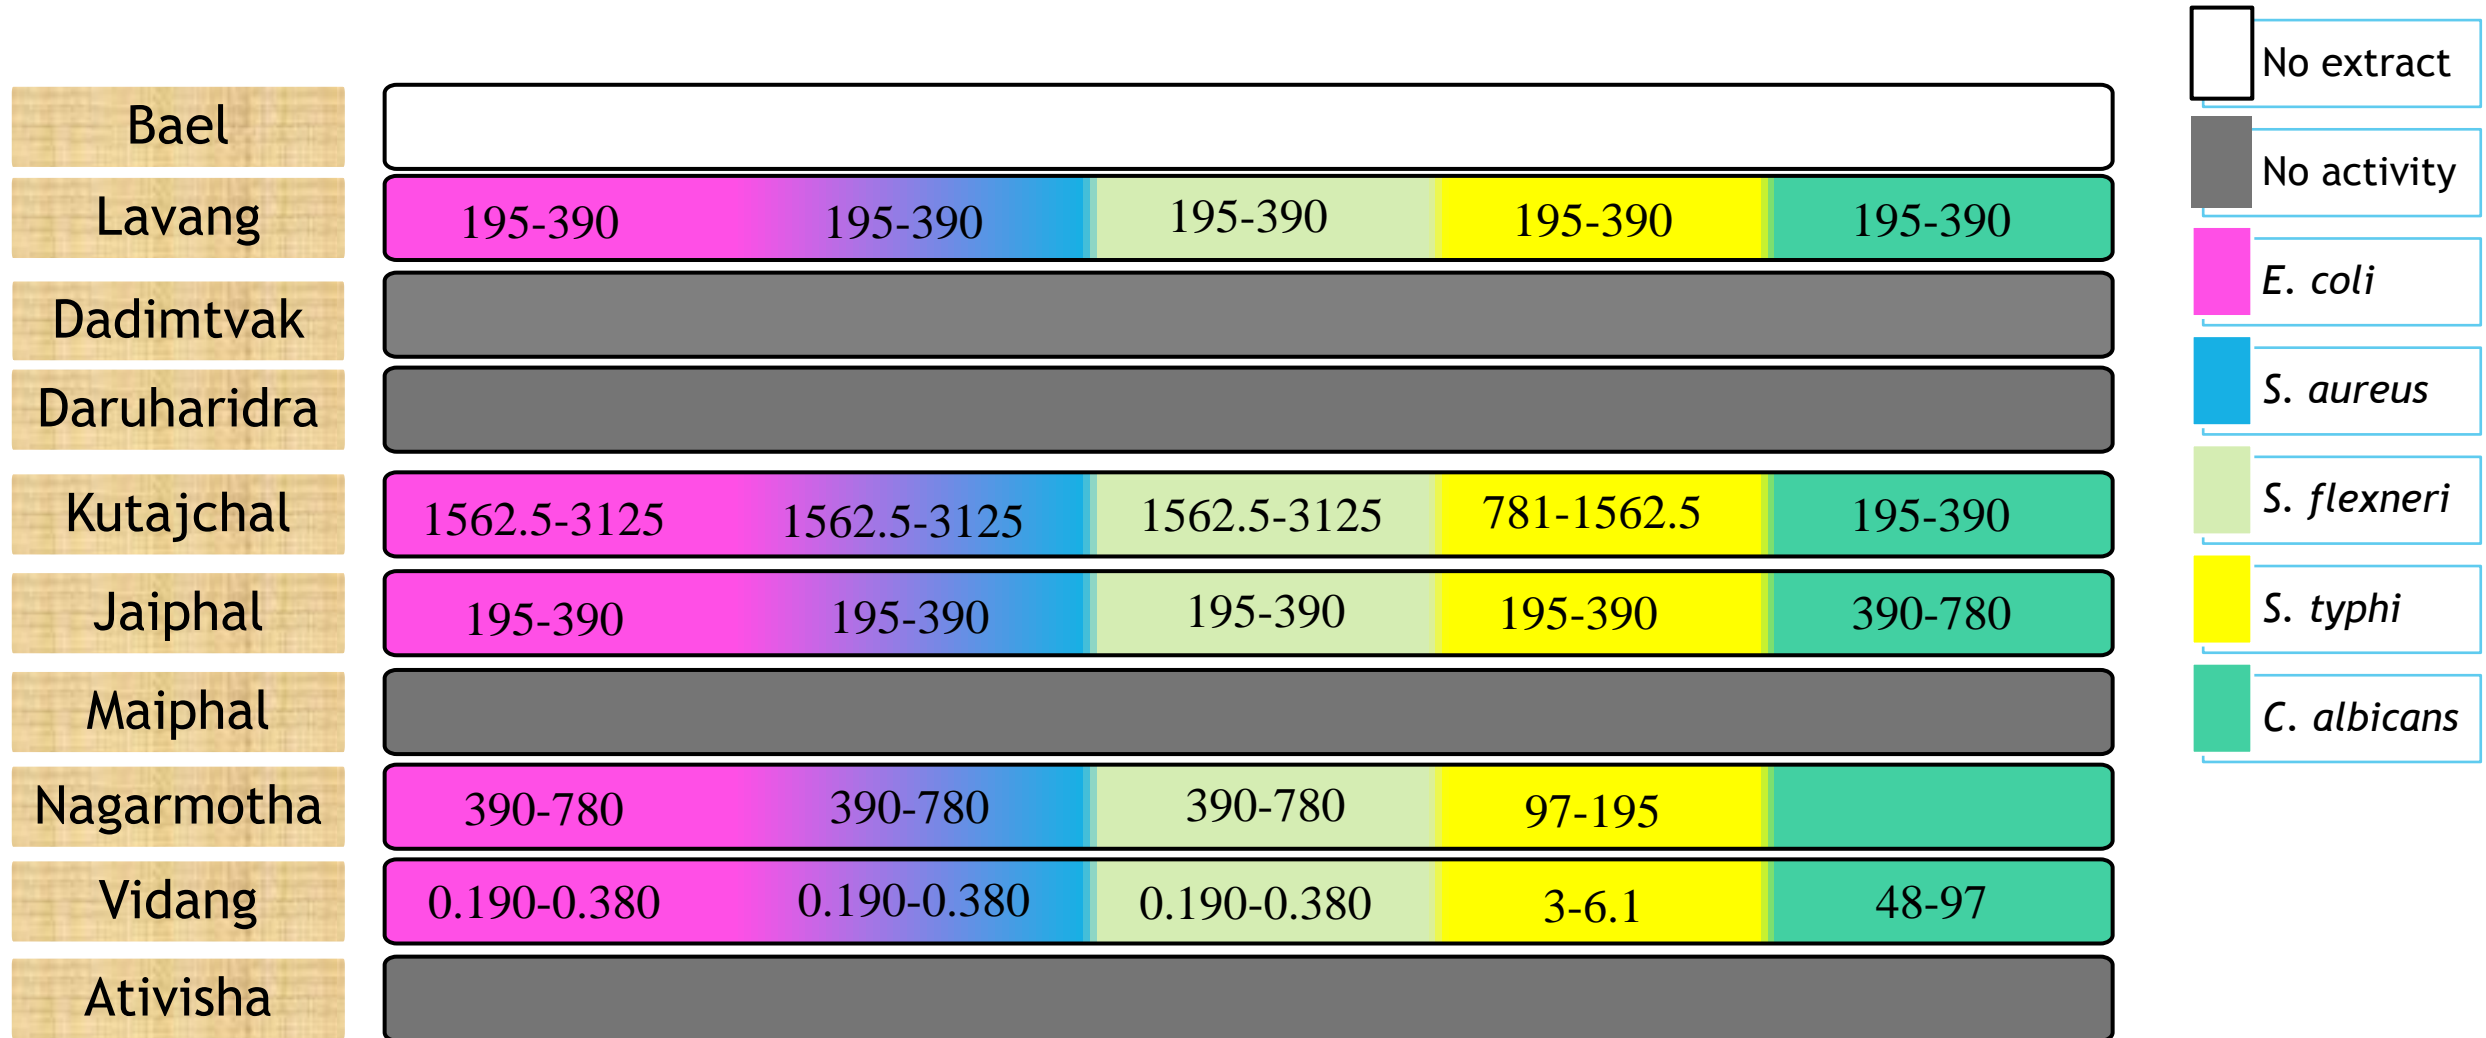 Bael
Lavang 195-390 195-390 195-390 195-390 195-390
Dadimtvak
Daruharidra
Kutajchal 1562.5-3125 1562.5-3125 1562.5-3125 781-1562.5 195-390
Jaiphal 195-390 195-390 195-390 195-390 390-780
Maiphal
Nagarmotha 390-780 390-780 390-780 97-195
Vidang 0.190-0.380 0.190-0.380 0.190-0.380 3-6.1 48-97
Ativisha
No extract
No activity
E. coli
S. aureus
S. flexneri
S. typhi
C. albicans